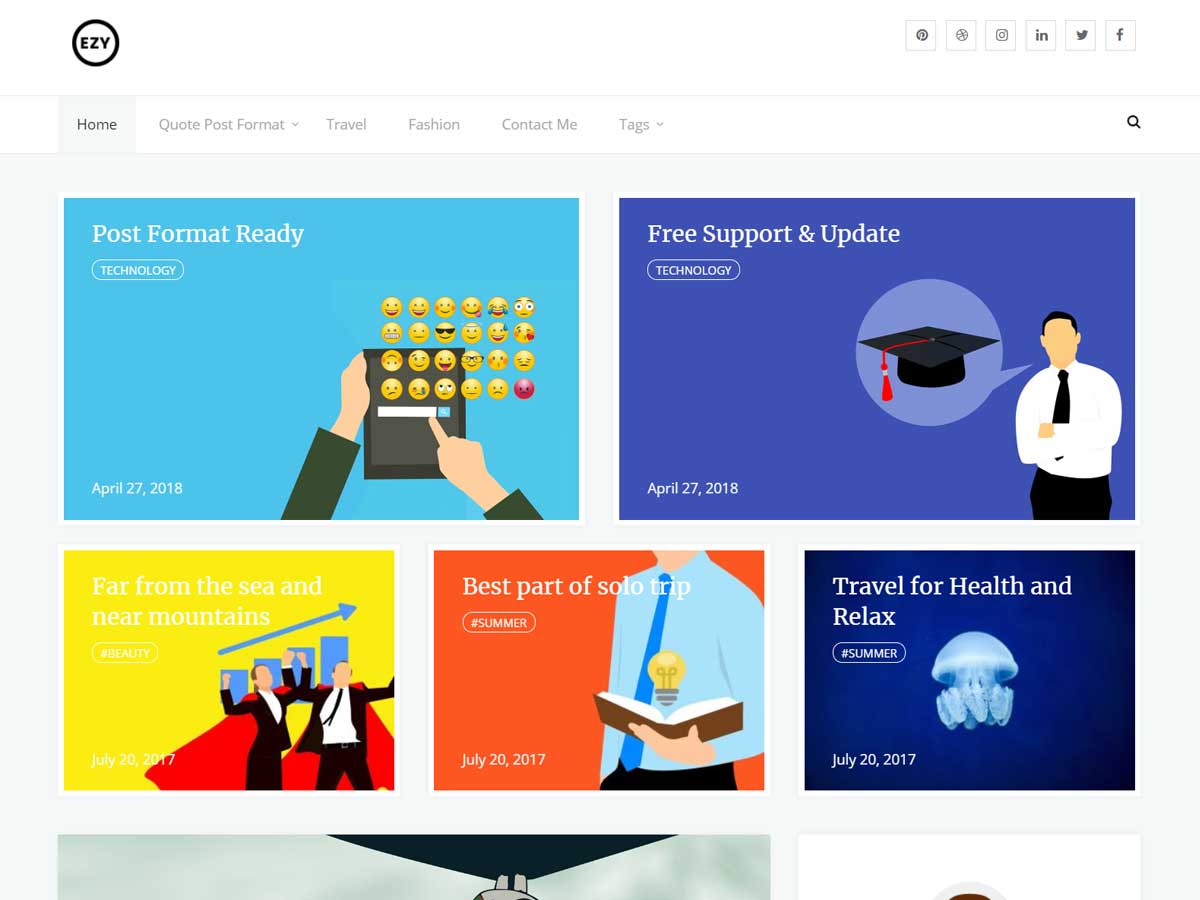 EZY
Home
Quote Post Format
Travel
Fashion
Contact Me
Tags
Post Format Ready
TECHNOLOGY
April 27, 2018
Free Support & Update
TECHNOLOGY
April 27, 2018
Far from the sea and
near mountains
#BEAUTY
July 20, 2017
Best part of solo trip
#SUMMER
July 20, 2017
Travel for Health and
Relax
#SUMMER
July 20, 2017